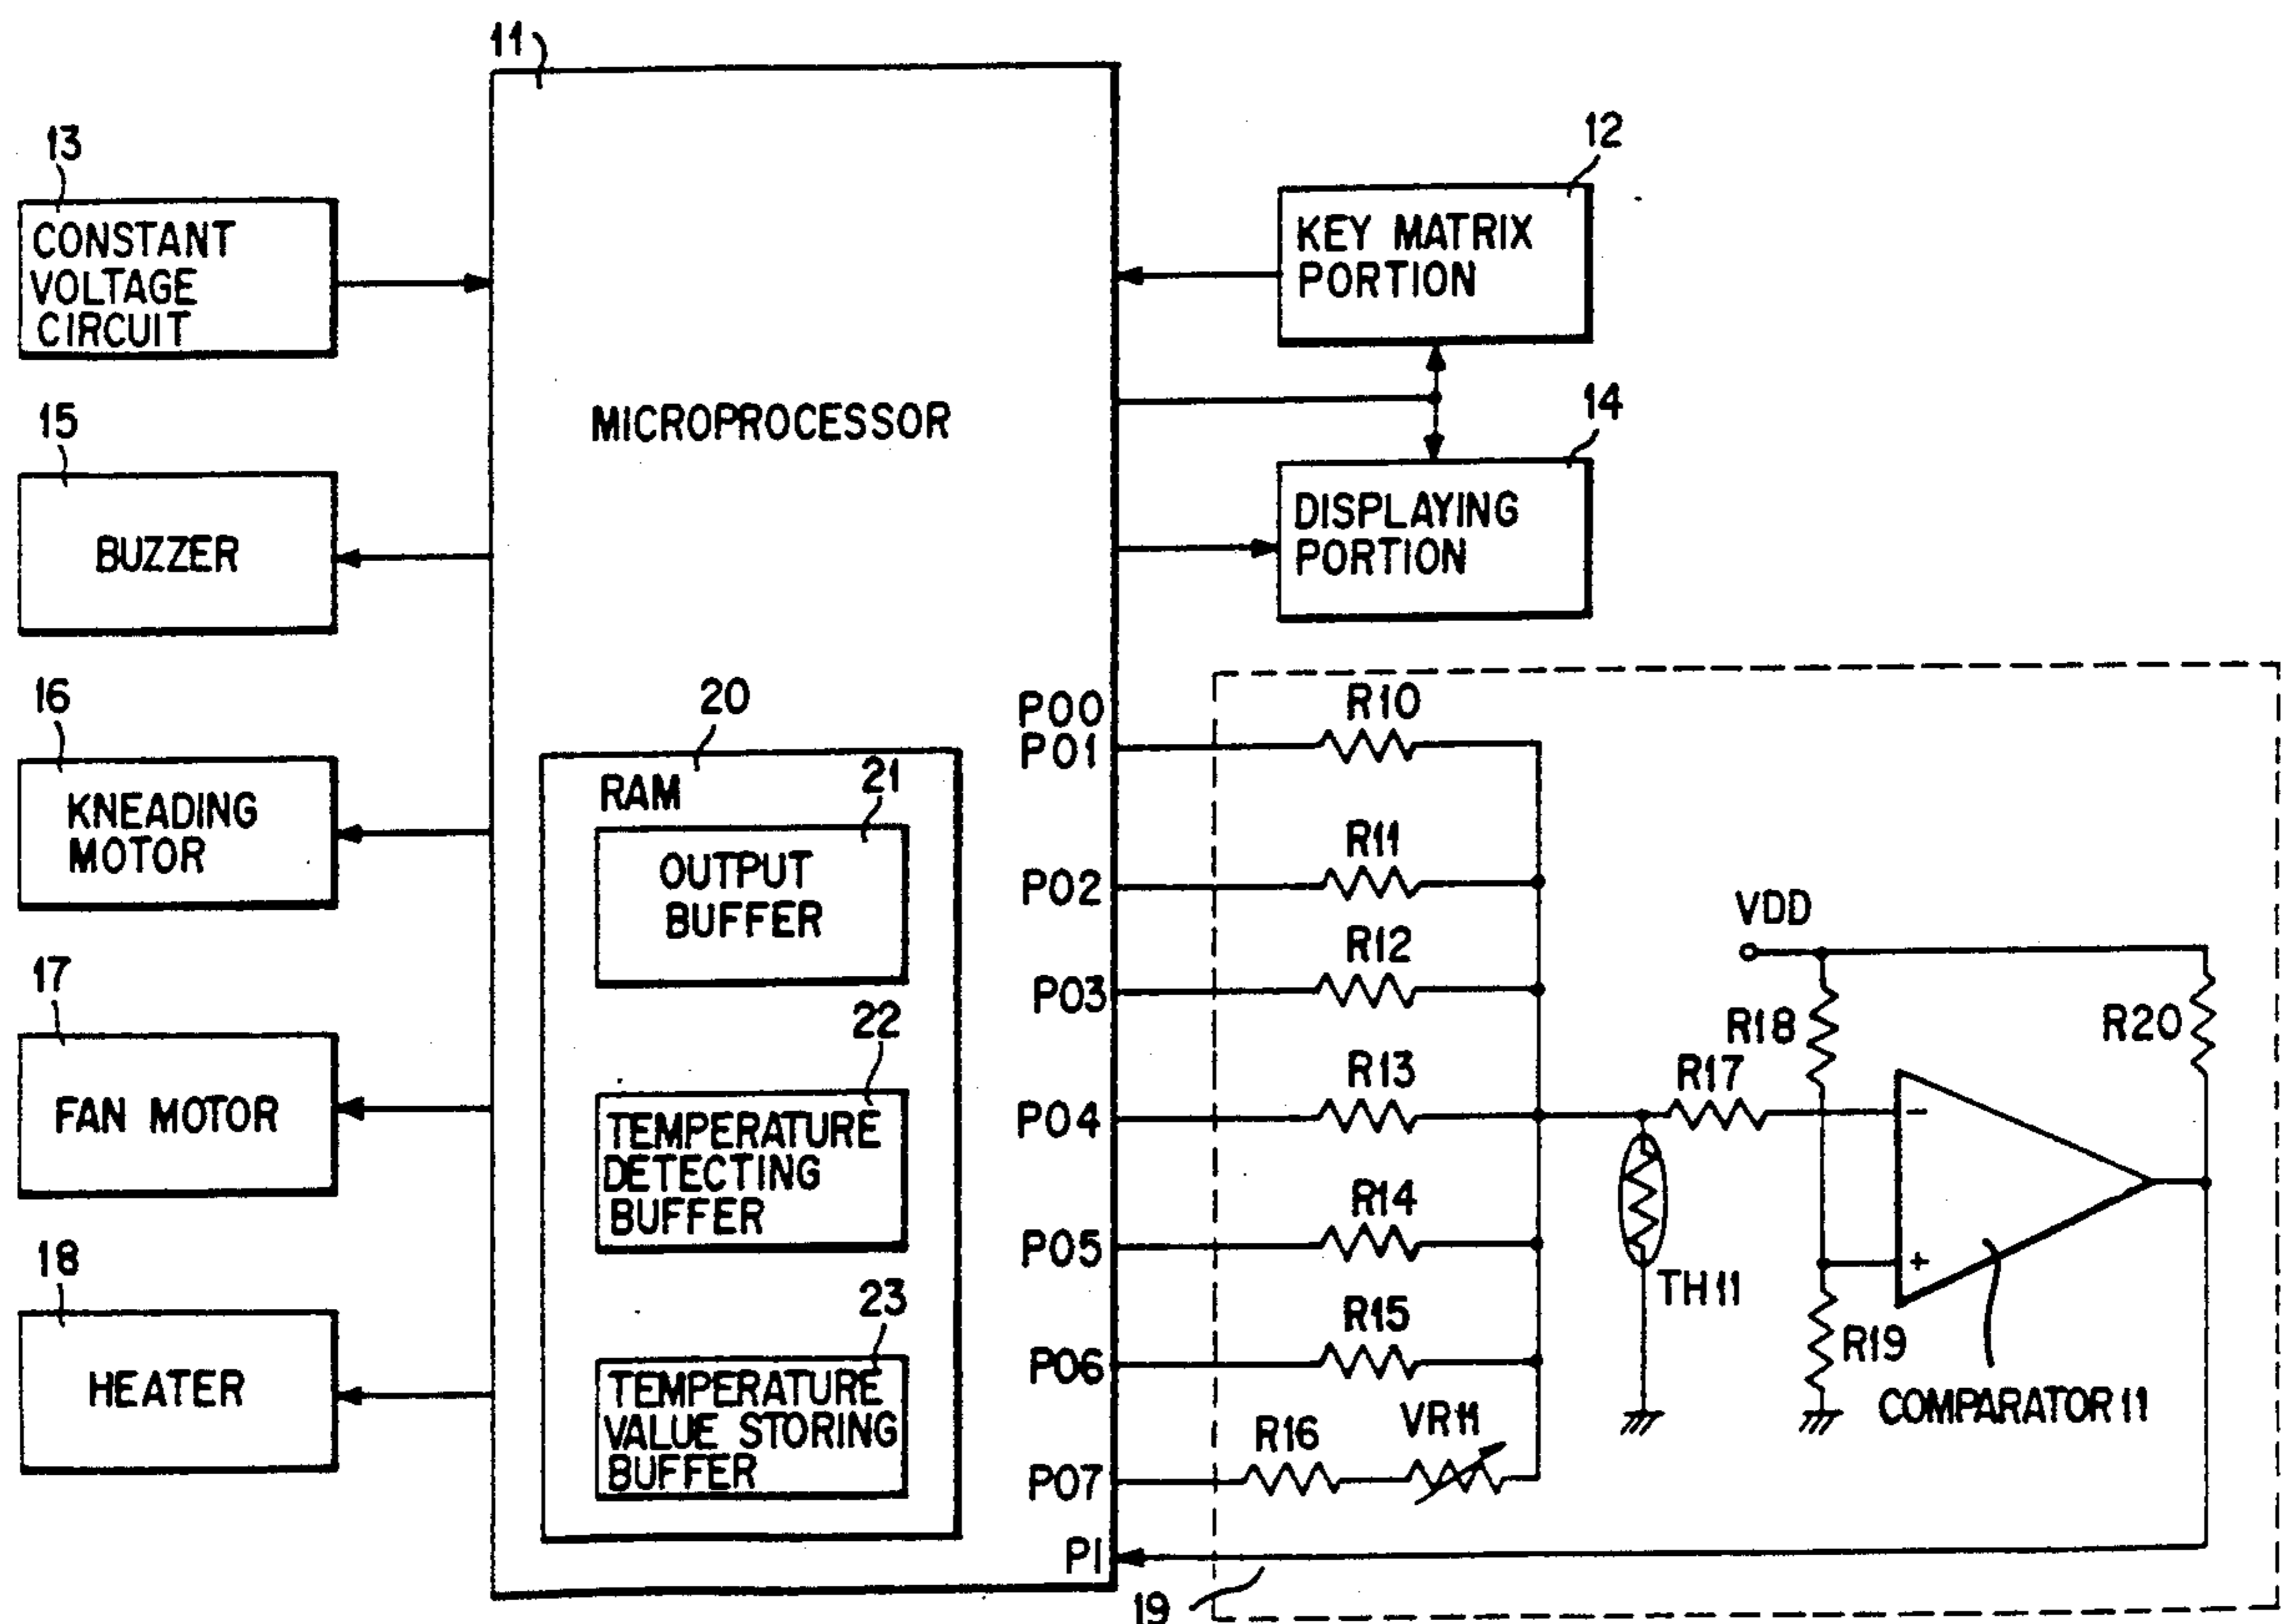 11
13
CONSTANT
VOLTAGE
CIRCUIT
15
BUZZER
16
KNEADING
MOTOR
17
FAN MOTOR
18
HEATER
MICROPROCESSOR
20
RAM
21
OUTPUT
BUFFER
22
TEMPERATURE
DETECTING
BUFFER
23
TEMPERATURE
VALUE STORING
BUFFER
12
KEY MATRIX
PORTION
14
DISPLAYING
PORTION
P00
P01
P02
P03
P04
P05
P06
P07
PI
R10
R11
R12
R13
R14
R15
R16
VR11
VDD
R18
R20
R17
-
+
TH11
R19
COMPARATOR 11
19